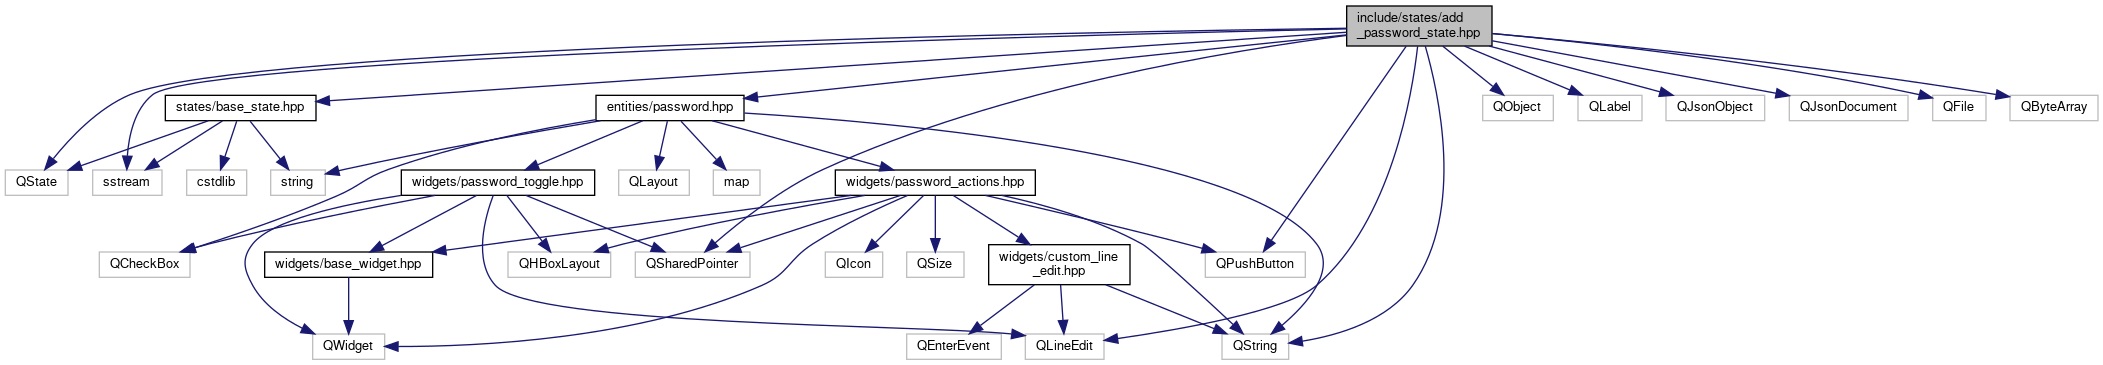 include/states/add
_password_state.hpp
states/base_state.hpp
entities/password.hpp
QObject
QLabel
QJsonObject
QJsonDocument
QFile
QByteArray
QState
sstream
cstdlib
string
widgets/password_toggle.hpp
QLayout
map
widgets/password_actions.hpp
QCheckBox
widgets/base_widget.hpp
QHBoxLayout
QSharedPointer
QIcon
QSize
widgets/custom_line
_edit.hpp
QPushButton
QWidget
QEnterEvent
QLineEdit
QString